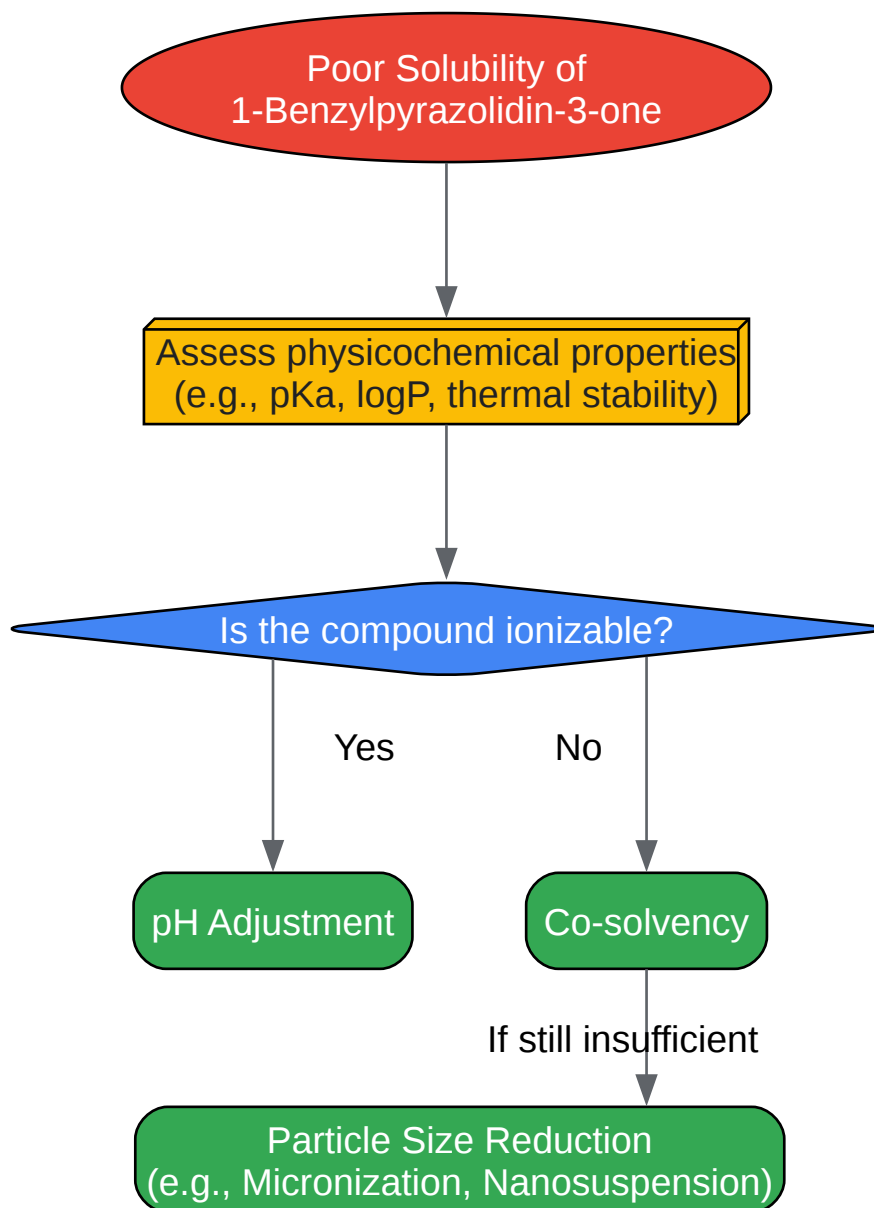 Poor Solubility of
1-Benzylpyrazolidin-3-one
Assess physicochemical properties
(e.g., pKa, logP, thermal stability)
Is the compound ionizable?
Yes
No
pH Adjustment
Co-solvency
If still insufficient
Particle Size Reduction
(e.g., Micronization, Nanosuspension)